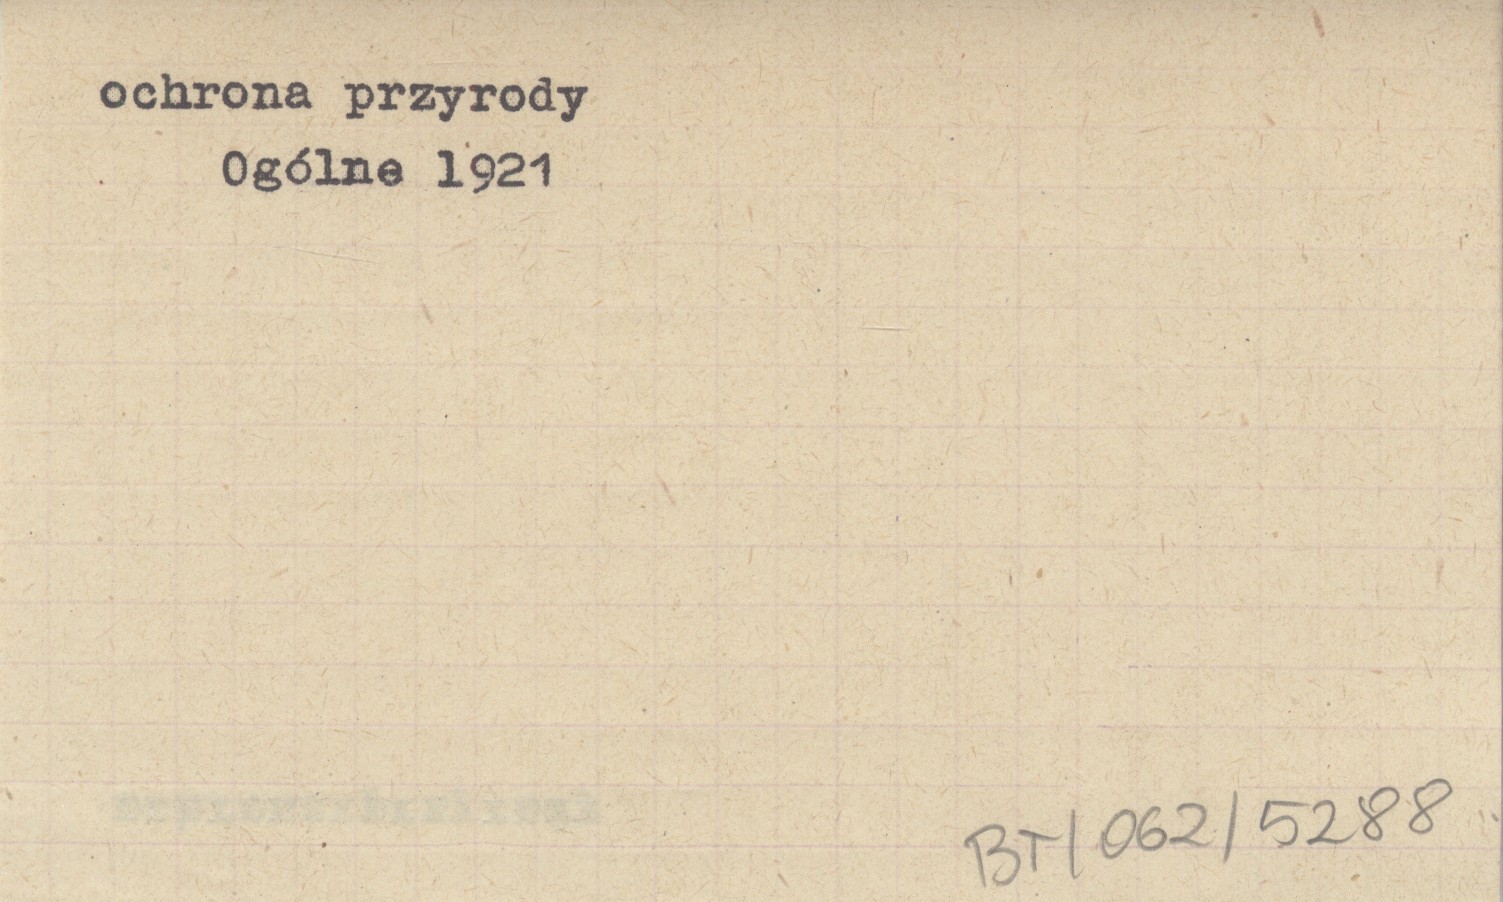 ochrona przyrody
Ogólne 1921
BT/062/5288